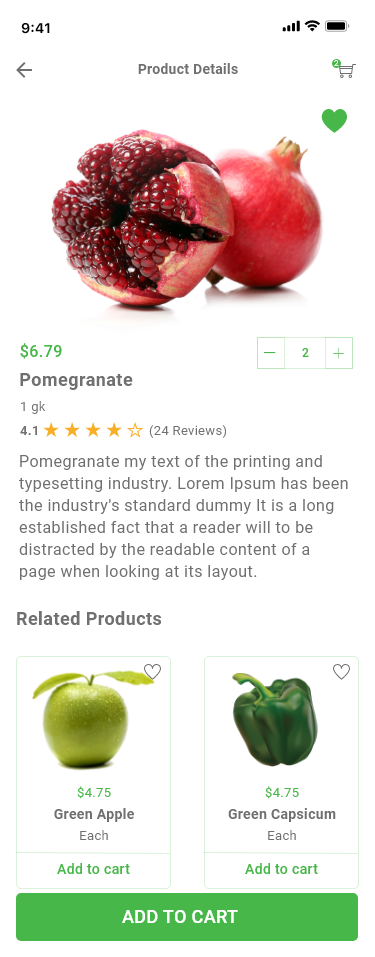 9:41
Product Details
2
$6.79
2
Pomegranate
1 gk
4.1 (24 Reviews)
Pomegranate my text of the printing and
typesetting industry. Lorem Ipsum has been
the industry's standard dummy It is a long
established fact that a reader will to be
distracted by the readable content of a
page when looking at its layout.
Related Products
$4.75
Green Apple
Each
Add to cart
$4.75
Green Capsicum
Each
Add to cart
ADD TO CART